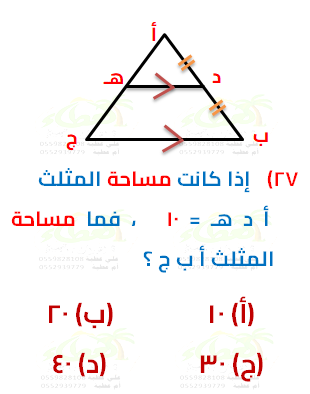 أ
د
هـ
ب
ج
٢٧) إذا كانت مساحة المثلث
أ د هـ = ١٠ ، فما مساحة
المثلث أ ب ج ؟
(أ) ١٠ (ب) ٢٠
(ج) ٣٠ (د) ٤٠